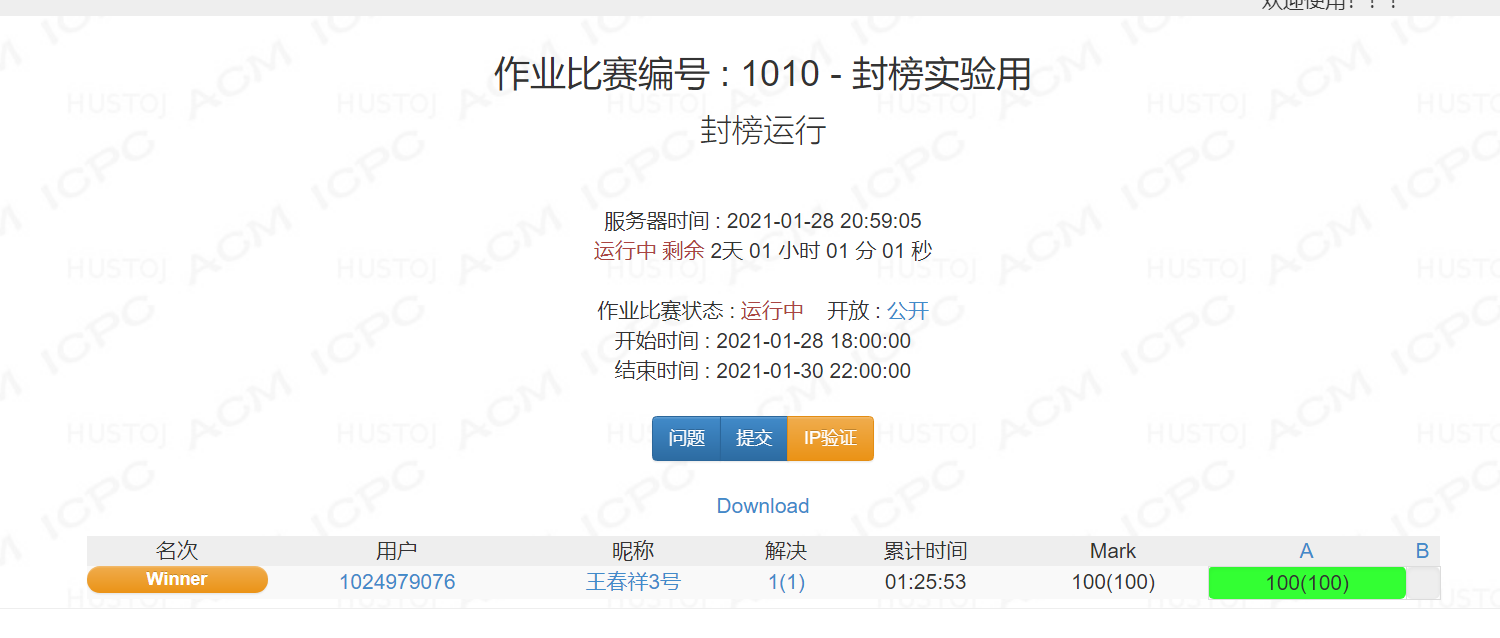 欢迎使用！！！
作业比赛编号 : 1010 - 封榜实验用
封榜运行
服务器时间 : 2021-01-28 20:59:05
运行中 剩余 2天 01 小时 01 分 01 秒
作业比赛状态 : 运行中 开放 : 公开
开始时间 : 2021-01-28 18:00:00
结束时间 : 2021-01-30 22:00:00
问题 提交 IP验证
Download
名次 用户 昵称 解决 累计时间 Mark A B
Winner 1024979076 王春祥3号 1(1) 01:25:53 100(100) 100(100)
HUSTOJ ACM ICPC